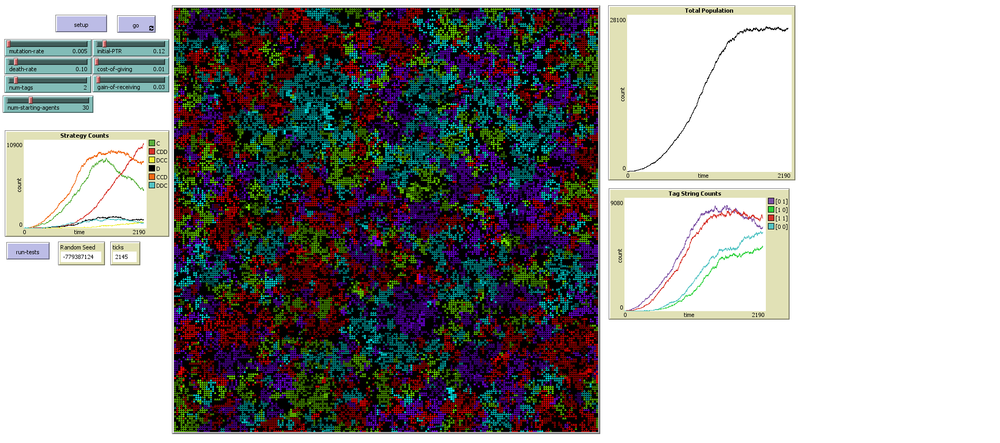 setup
go
mutation-rate 0.005
initial-PTR 0.12
death-rate 0.10
cost-of-giving 0.01
num-tags 2
gain-of-receiving 0.03
num-starting-agents 30
Strategy Counts
10900
count
0
0
time
2190
C
CDD
DCC
D
CCD
DDC
run-tests
Random Seed
-779387124
ticks
2145
Total Population
28100
count
0
0
time
2190
Tag String Counts
9080
count
0
0
time
2190
[0 1]
[1 0]
[1 1]
[0 0]